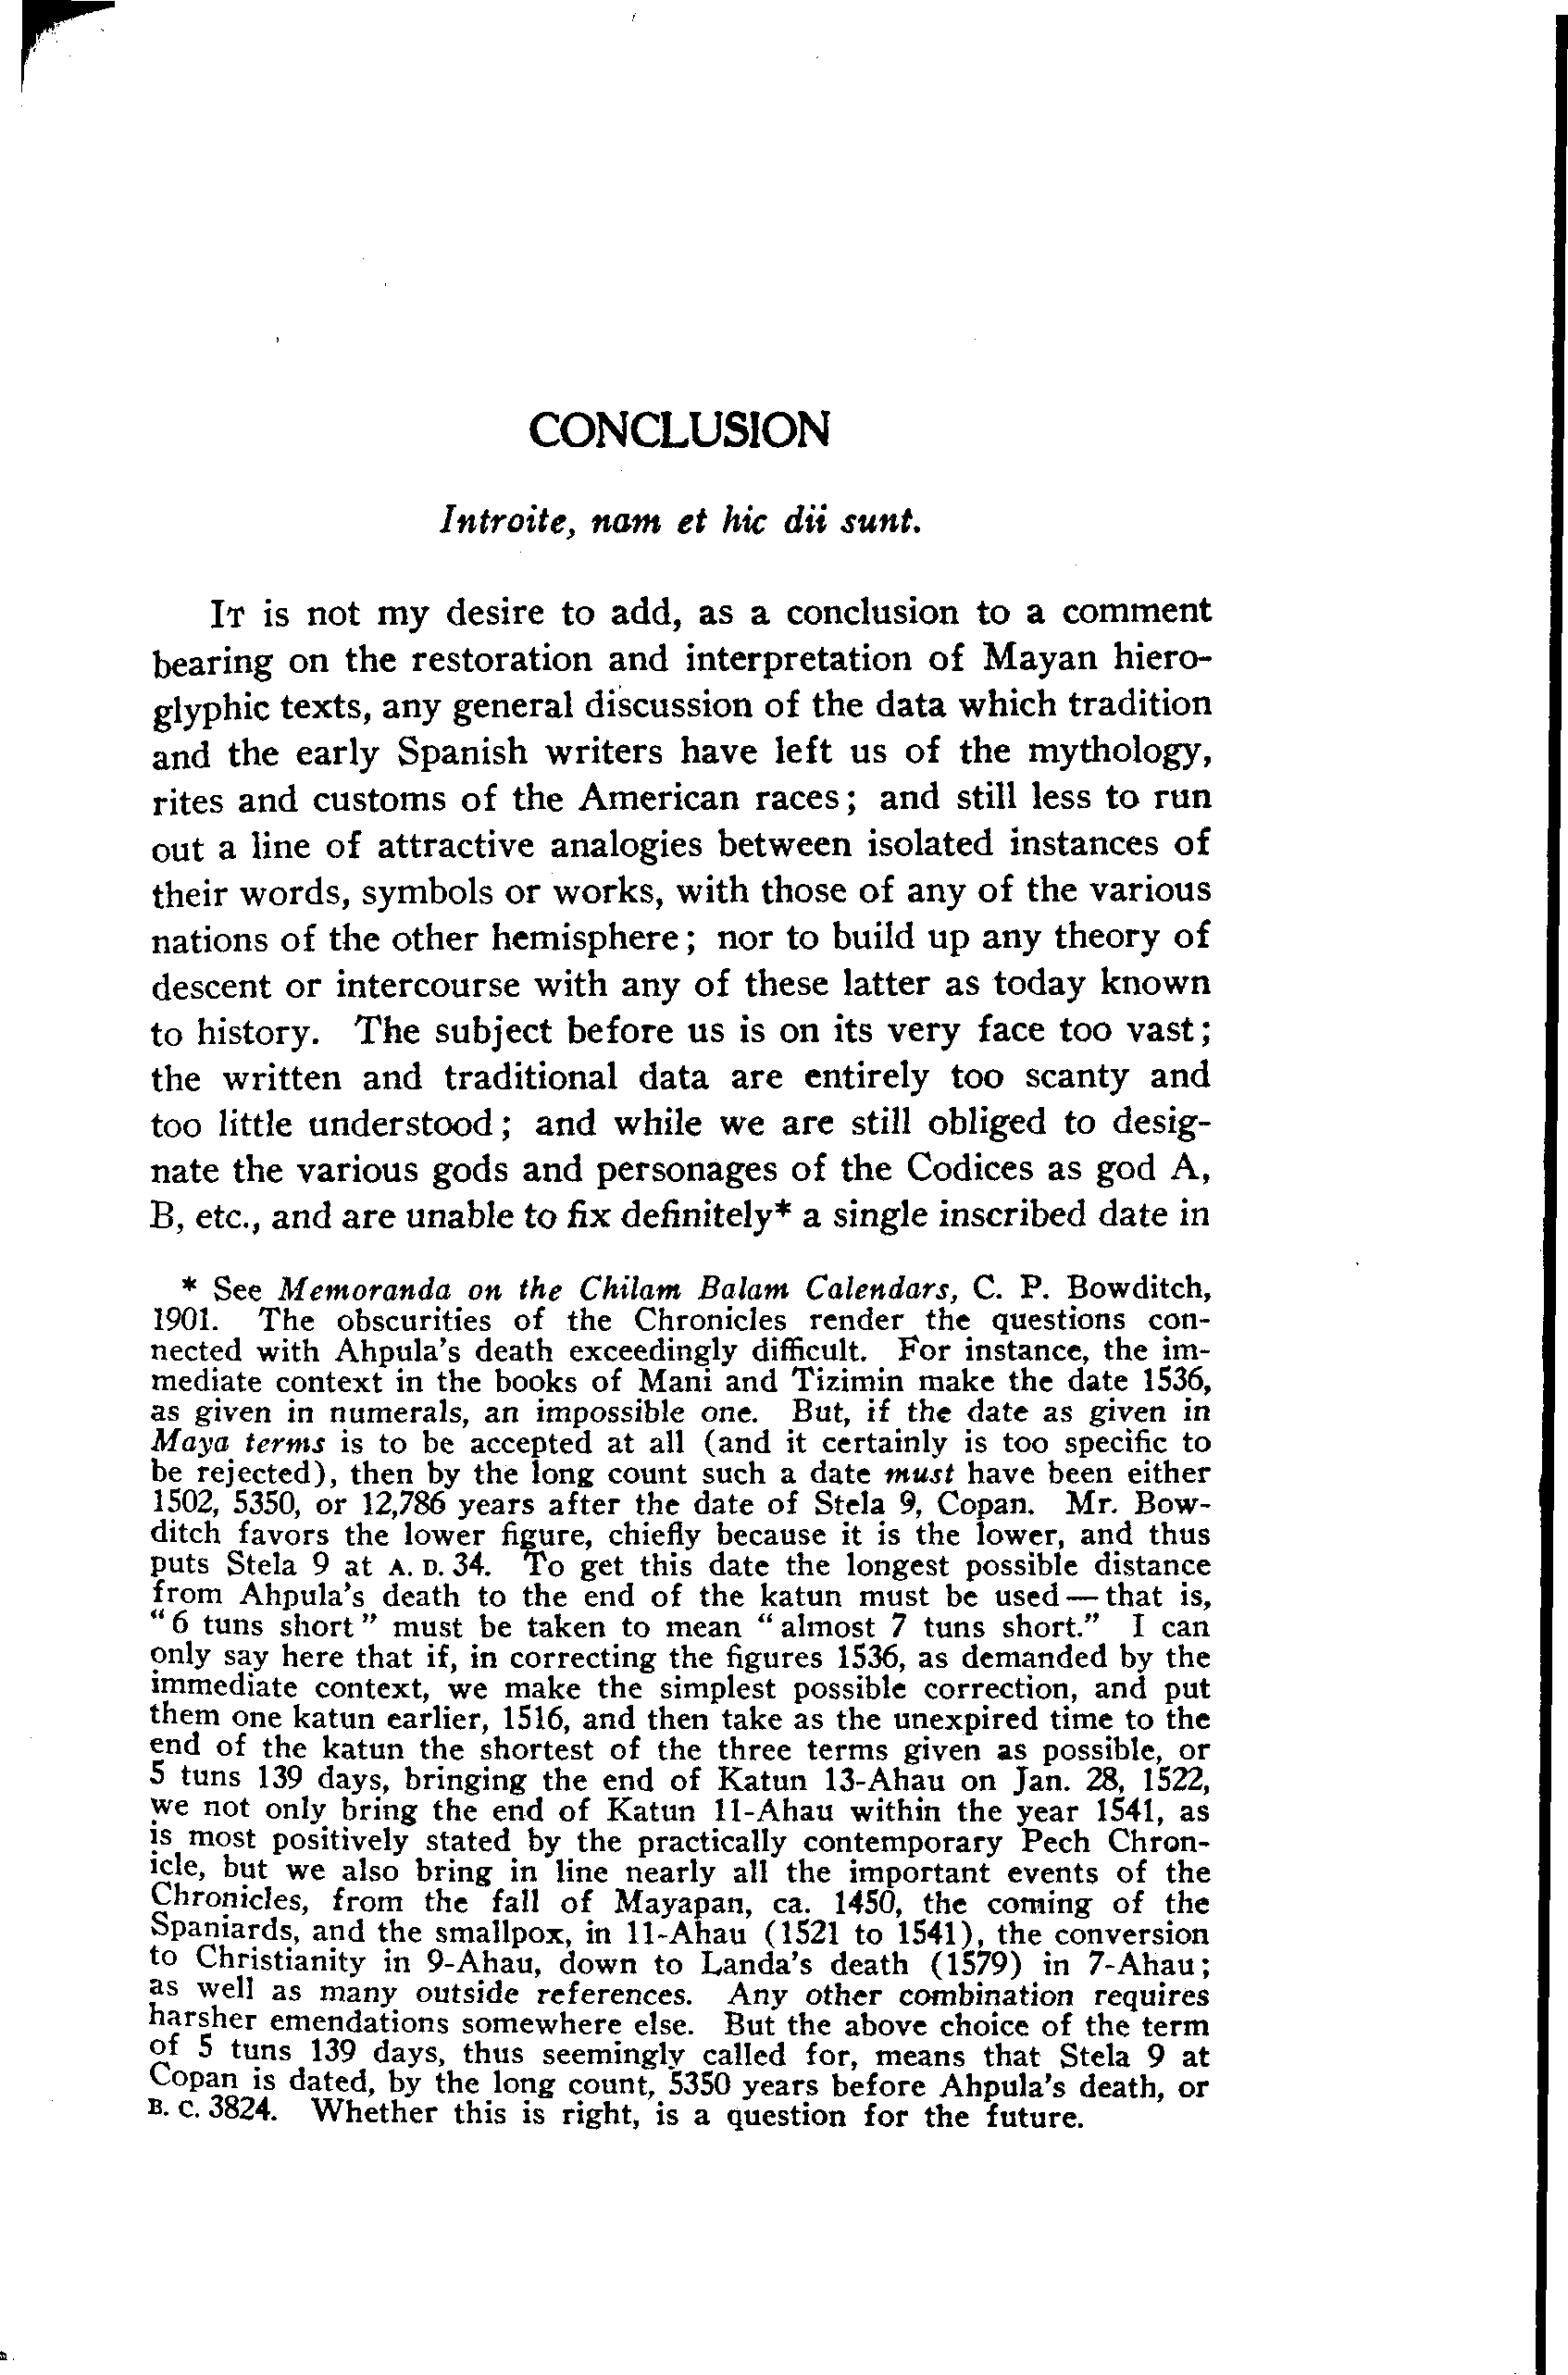 CONCLUSION
Introite, nam et hic dii sunt.
IT is not my desire to add, as a conclusion to a comment
bearing on the restoration and interpretation of Mayan hiero-
glyphic texts, any general discussion of the data which tradition
and the early Spanish writers have left us of the mythology,
rites and customs of the American races; and still less to run
out a line of attractive analogies between isolated instances of
their words, symbols or works, with those of any of the various
nations of the other hemisphere; nor to build up any theory of
descent or intercourse with any of these latter as today known
to history. The subject before us is on its very face too vast;
the written and traditional data are entirely too scanty and
too little understood; and while we are still obliged to desig-
nate the various gods and personages of the Codices as god A,
B, etc., and are unable to fix definitely* a single inscribed date in
* See Memoranda on the Chilam Balam Calendars, C. P. Bowditch,
1901. The obscurities of the Chronicles render the questions con-
nected with Ahpula's death exceedingly difficult. For instance, the im-
mediate context in the books of Mani and Tizimin make the date 1536,
as given in numerals, an impossible one. But, if the date as given in
Maya terms is to be accepted at all (and it certainly is too specific to
be rejected), then by the long count such a date must have been either
1502, 5350, or 12,786 years after the date of Stela 9, Copan. Mr. Bow-
ditch favors the lower figure, chiefly because it is the lower, and thus
puts Stela 9 at A. D. 34. To get this date the longest possible distance
from Ahpula's death to the end of the katun must be used — that is,
"6 tuns short" must be taken to mean "almost 7 tuns short." I can
only say here that if, in correcting the figures 1536, as demanded by the
immediate context, we make the simplest possible correction, and put
them one katun earlier, 1516, and then take as the unexpired time to the
end of the katun the shortest of the three terms given as possible, or
5 tuns 139 days, bringing the end of Katun 13-Ahau on Jan. 28, 1522,
we not only bring the end of Katun 11-Ahau within the year 1541, as
is most positively stated by the practically contemporary Pech Chron-
icle, but we also bring in line nearly all the important events of the
Chronicles, from the fall of Mayapan, ca. 1450, the coming of the
Spaniards, and the smallpox, in 11-Ahau (1521 to 1541), the conversion
to Christianity in 9-Ahau, down to Landa's death (1579) in 7-Ahau;
as well as many outside references. Any other combination requires
harsher emendations somewhere else. But the above choice of the term
of 5 tuns 139 days, thus seemingly called for, means that Stela 9 at
Copan is dated, by the long count, 5350 years before Ahpula's death, or
B. C. 3824. Whether this is right, is a question for the future.